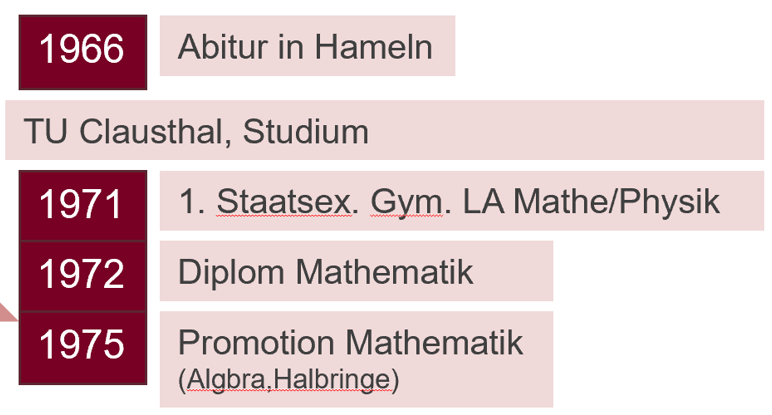 1966 Abitur in Hameln
TU Clausthal, Studium
1971 1. Staatsex. Gym. LA Mathe/Physik
1972 Diplom Mathematik
1975 Promotion Mathematik
(Algbra,Halbringe)